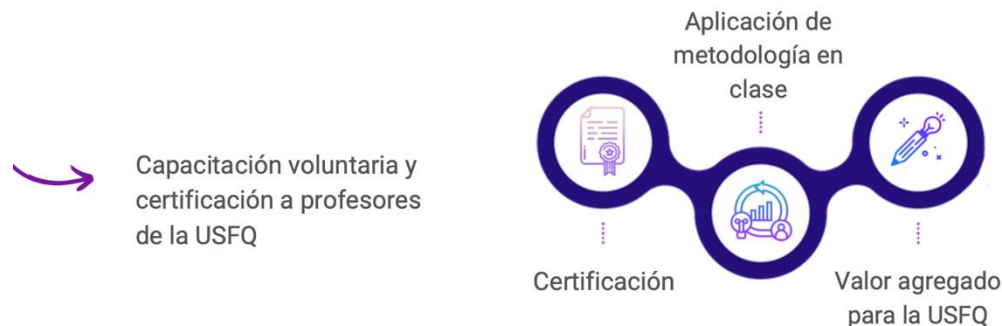 Capacitación voluntaria y
certificación a profesores
de la USFQ
Aplicación de
metodología en
clase
Certificación
Valor agregado
para la USFQ